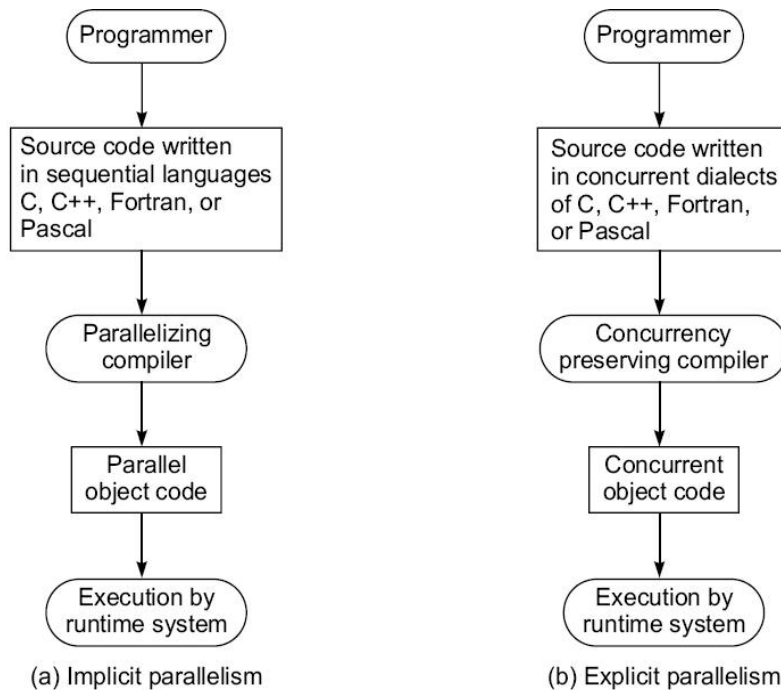 Programmer
Source code written
in sequential languages
C, C++, Fortran, or
Pascal
Parallelizing
compiler
Parallel
object code
Execution by
runtime system
(a) Implicit parallelism
Programmer
Source code written
in concurrent dialects
of C, C++, Fortran,
or Pascal
Concurrency
preserving compiler
Concurrent
object code
Execution by
runtime system
(b) Explicit parallelism